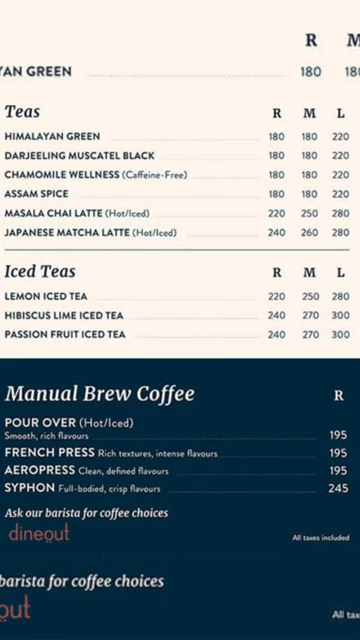 R M
YAN GREEN 180 180
Teas R M L
HIMALAYAN GREEN 180 180 220
DARJEELING MUSCATEL BLACK 180 180 220
CHAMOMILE WELLNESS (Caffeine-Free) 180 180 220
ASSAM SPICE 180 180 220
MASALA CHAI LATTE (Hot/Iced) 220 250 280
JAPANESE MATCHA LATTE (Hot/Iced) 240 260 280
Iced Teas R M L
LEMON ICED TEA 220 250 280
HIBISCUS LIME ICED TEA 240 270 300
PASSION FRUIT ICED TEA 240 270 300
Manual Brew Coffee R
POUR OVER (Hot/Iced)
Smooth, rich flavours 195
FRENCH PRESS Rich textures, intense flavours 195
AEROPRESS Clean, defined flavours 195
SYPHON Full-bodied, crisp flavours 245
Ask our barista for coffee choices
dineout All taxes included
barista for coffee choices
out All tax